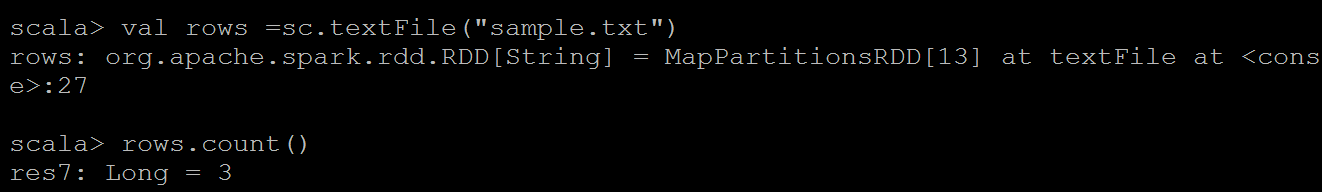 scala> val rows =sc.textFile("sample.txt")
rows: org.apache.spark.rdd.RDD[String] = MapPartitionsRDD[13] at textFile at <cons
e>:27
scala> rows.count()
res7: Long = 3